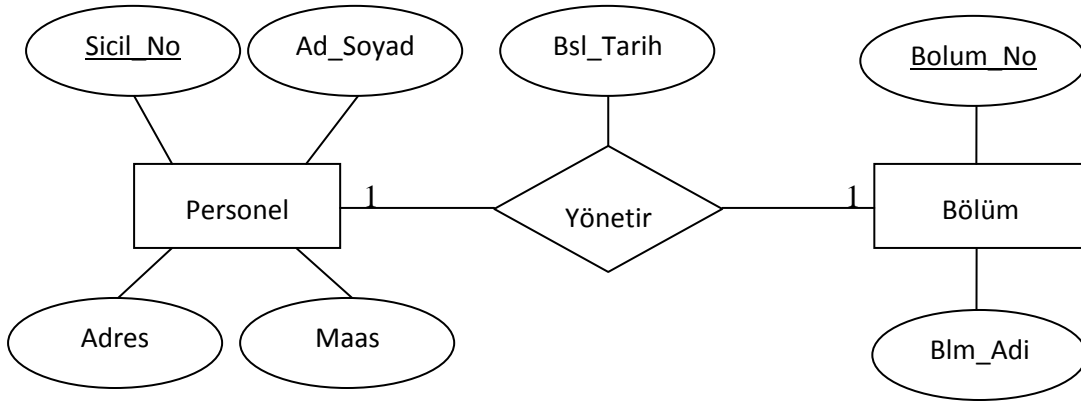 Sicil_No
Ad_Soyad
Bsl_Tarih
Bolum_No
Personel
1
Yönetir
1
Bölüm
Adres
Maas
Blm_Adi